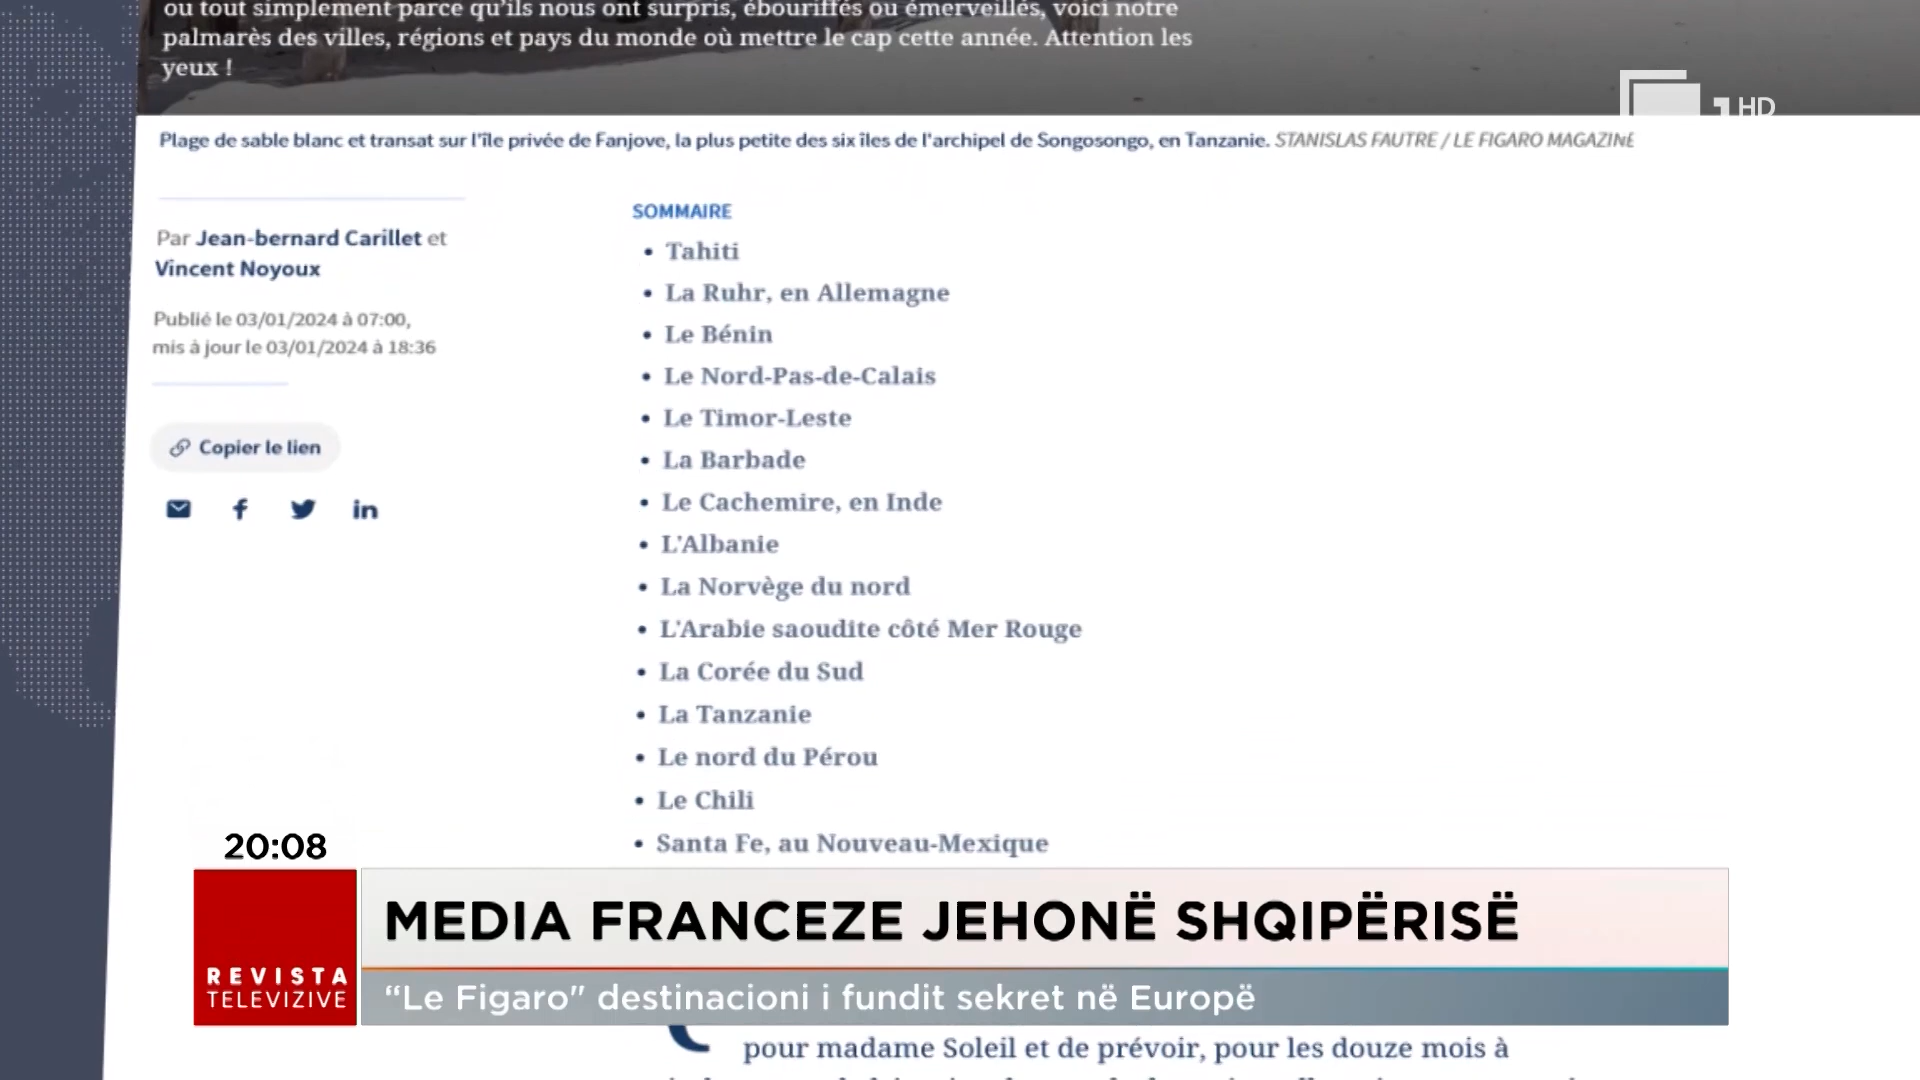 ou tout simplement parce qu'ils nous ont surpris, ébouriffés ou émerveillés, voici notre
palmarès des villes, régions et pays du monde où mettre le cap cette année. Attention les
yeux !
1 HD
Plage de sable blanc et transat sur l'île privée de Fanjove, la plus petite des six îles de l'archipel de Songosongo, en Tanzanie. STANISLAS FAUTRE / LE FIGARO MAGAZINE
Par Jean-bernard Carillet et
Vincent Noyoux
Publié le 03/01/2024 à 07:00,
mis à jour le 03/01/2024 à 18:36
Copier le lien
SOMMAIRE
• Tahiti
• La Ruhr, en Allemagne
• Le Bénin
• Le Nord-Pas-de-Calais
• Le Timor-Leste
• La Barbade
• Le Cachemire, en Inde
• L'Albanie
• La Norvège du nord
• L'Arabie saoudite côté Mer Rouge
• La Corée du Sud
• La Tanzanie
• Le nord du Pérou
• Le Chili
• Santa Fe, au Nouveau-Mexique
20:08
REVISTA
TELEVIZIVE
MEDIA FRANCEZE JEHONË SHQIPËRISË
“Le Figaro" destinacioni i fundit sekret në Europë
pour madame Soleil et de prévoir, pour les douze mois à